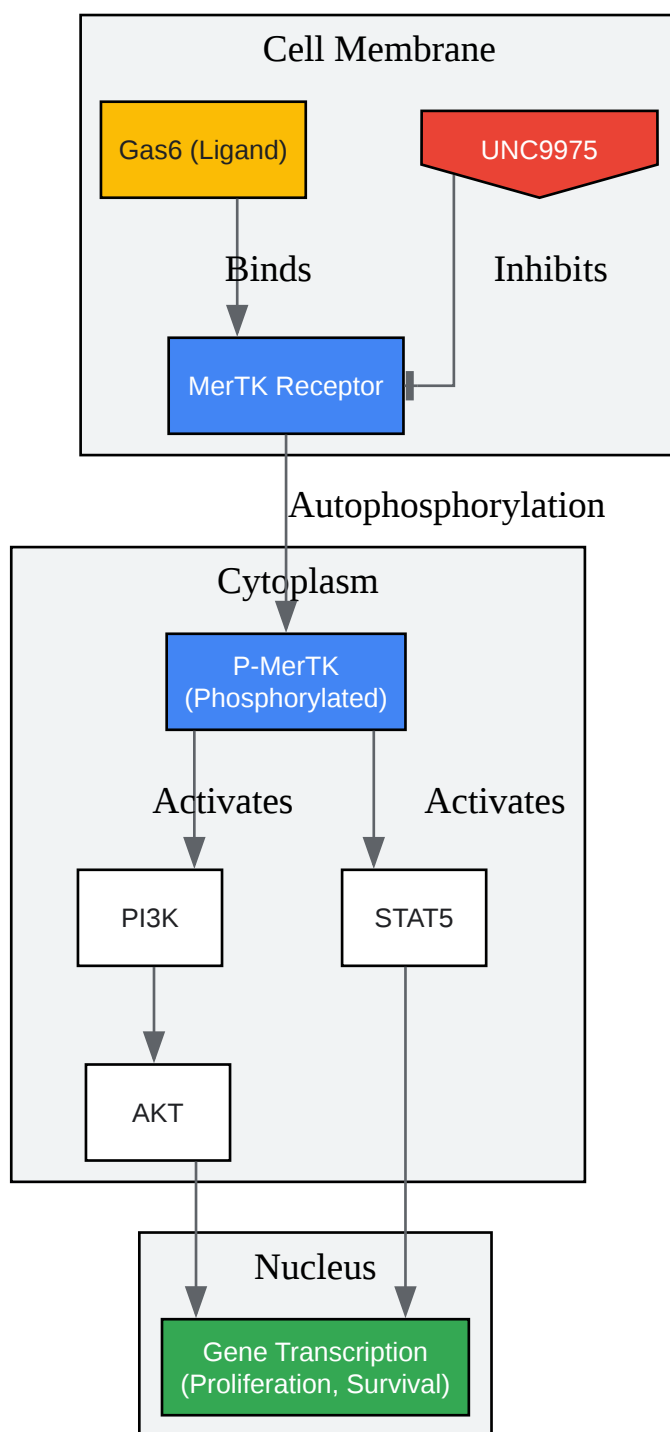 Cell Membrane
Gas6 (Ligand)
UNC9975
Binds
Inhibits
MerTK Receptor
Autophosphorylation
Cytoplasm
P-MerTK
(Phosphorylated)
Activates
Activates
PI3K
STAT5
AKT
Nucleus
Gene Transcription
(Proliferation, Survival)